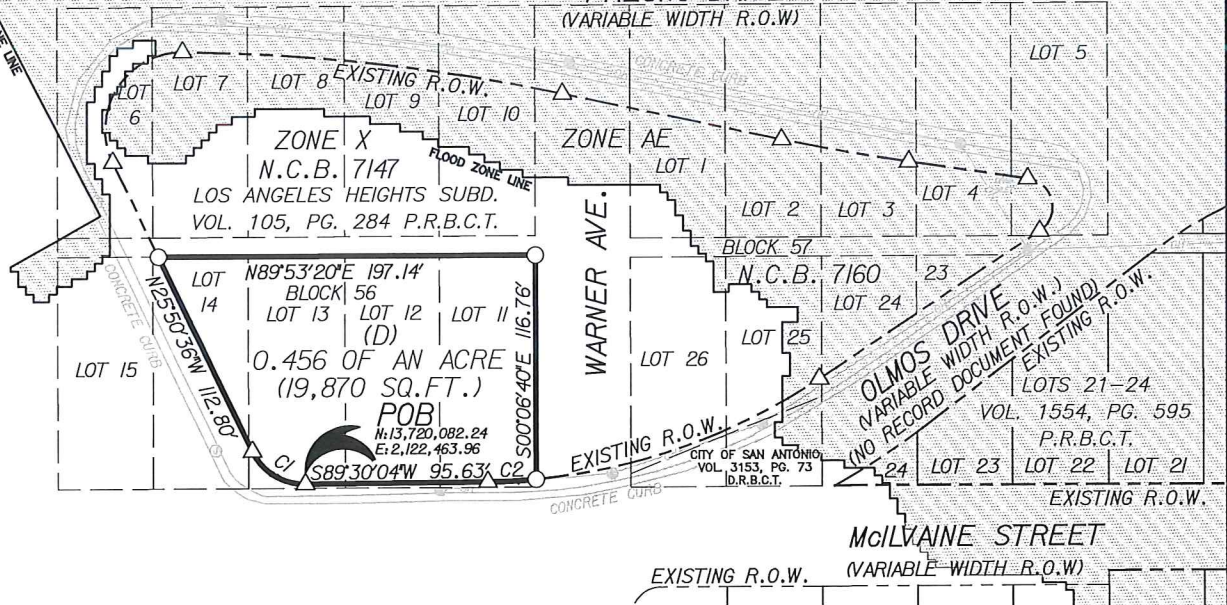 (VARIABLE WIDTH R.O.W)
LOT 5
CONCRETE CURB
LOT 7
LOT 8
EXISTING R.O.W.
LOT 6
LOT 9
LOT 10
ZONE X
ZONE AE
N.C.B. 7147
FLOOD ZONE LINE
LOT 1
LOS ANGELES HEIGHTS SUBD.
VOL. 105, PG. 284 P.R.B.C.T.
LOT 4
LOT 2
LOT 3
WARNER AVE.
BLOCK 57
N.C.B. 7160
23
LOT 24
LOT 14
N89°53'20"E 197.14'
BLOCK 56
LOT 13
LOT 12
LOT 11
(D)
0.456 OF AN ACRE
(19,870 SQ.FT.)
POB
N:13,720,082.24
E:2,122,463.96
N25°50'36"W 112.80'
S00°06'40"E 116.76'
CONCRETE CURB
LOT 15
LOT 26
LOT 25
OLMOS DRIVE
(VARIABLE WIDTH R.O.W.)
(NO RECORD DOCUMENT FOUND)
EXISTING R.O.W.
LOTS 21-24
VOL. 1554, PG. 595
P.R.B.C.T.
C1
S89°30'04"W 95.63'
C2
EXISTING R.O.W.
CITY OF SAN ANTONIO
VOL. 3153, PG. 73
D.R.B.C.T.
24
LOT 23
LOT 22
LOT 21
CONCRETE CURB
EXISTING R.O.W.
McILVAINE STREET
(VARIABLE WIDTH R.O.W)
EXISTING R.O.W.